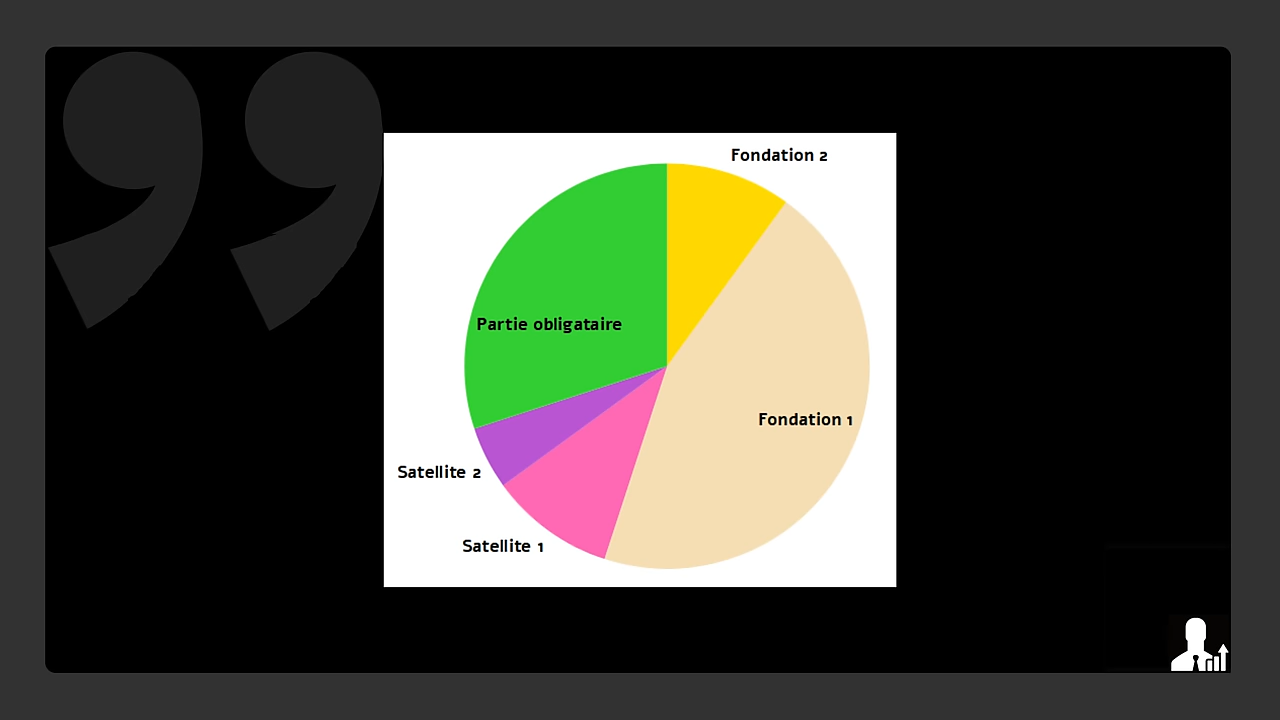 Fondation 2
Partie obligataire
Fondation 1
Satellite 2
Satellite 1